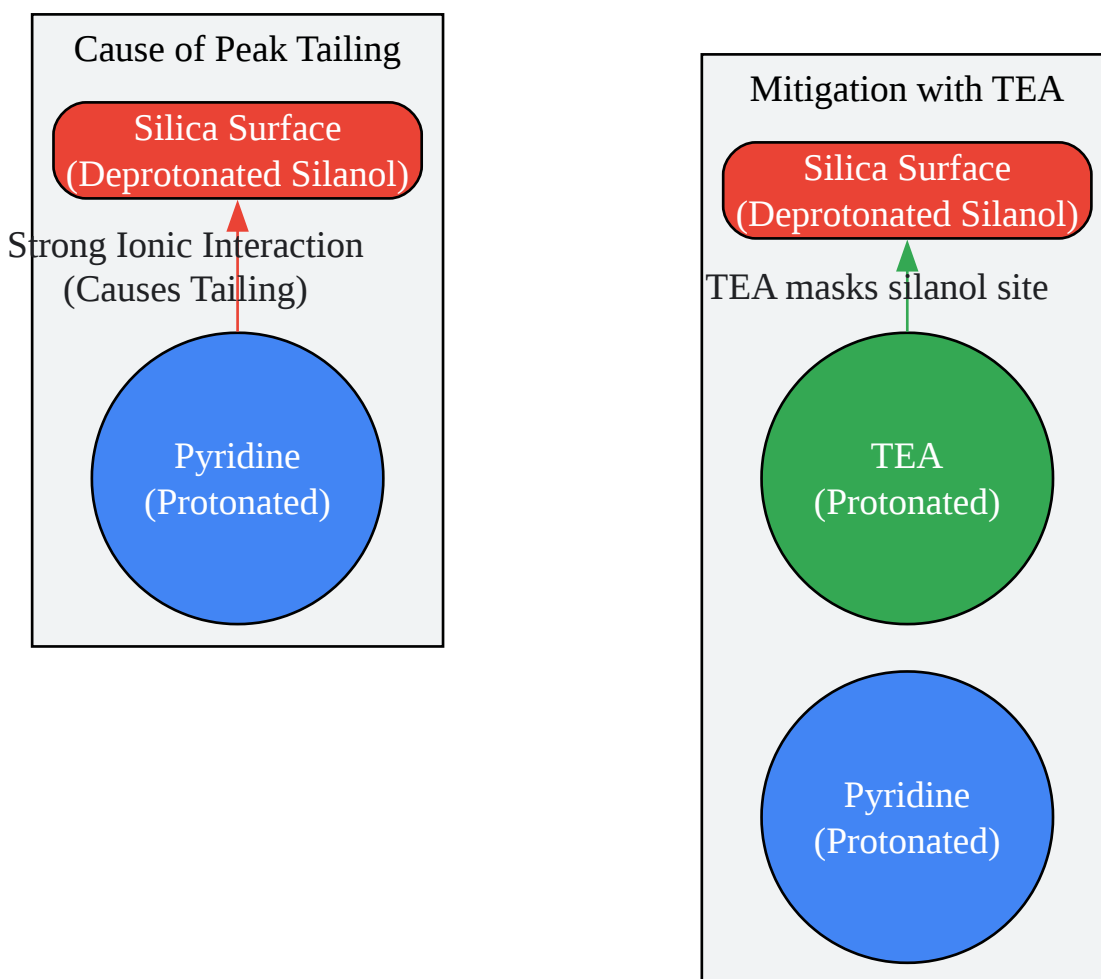 Cause of Peak Tailing
Silica Surface
(Deprotonated Silanol)
Strong Ionic Interaction
(Causes Tailing)
Pyridine
(Protonated)
Mitigation with TEA
Silica Surface
(Deprotonated Silanol)
TEA masks silanol site
TEA
(Protonated)
Pyridine
(Protonated)